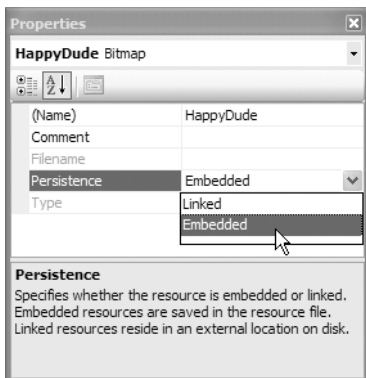 Properties
HappyDude Bitmap
(Name) HappyDude
Comment
Filename
Persistence Embedded
Type Linked
Embedded
Persistence
Specifies whether the resource is embedded or linked.
Embedded resources are saved in the resource file.
Linked resources reside in an external location on disk.